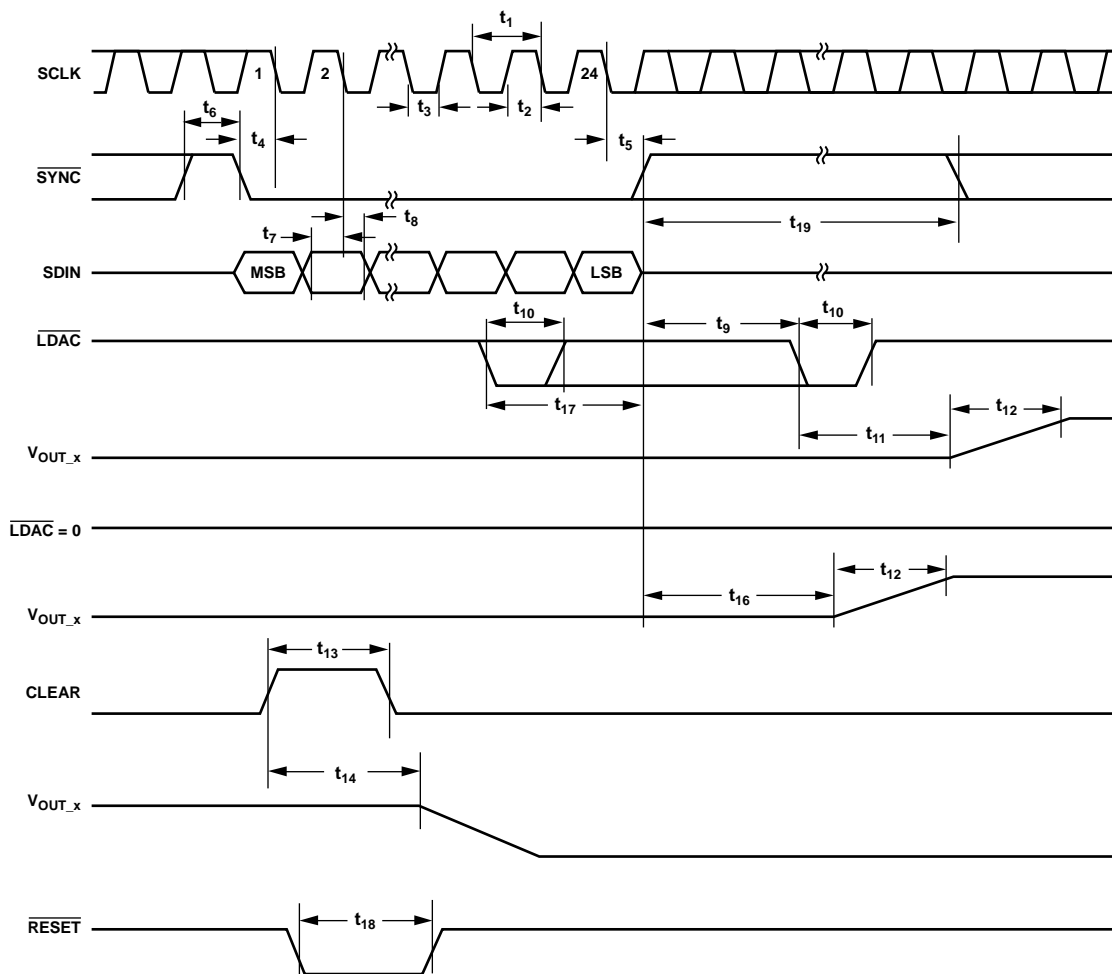 t1
SCLK
1
2
24
t3
t2
t6
t4
t5
SYNC
t8
t19
t7
SDIN
MSB
LSB
t10
t9
t10
LDAC
t17
t12
t11
VOUT_x
LDAC = 0
t12
t16
VOUT_x
t13
CLEAR
t14
VOUT_x
t18
RESET